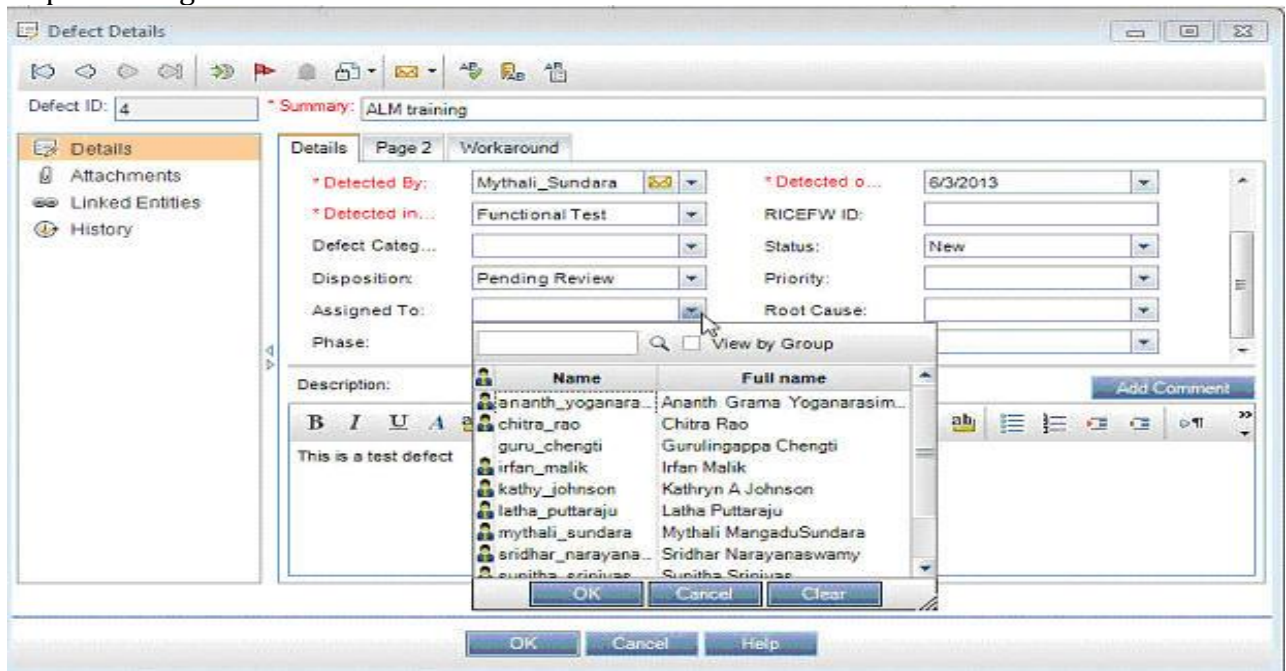 Defect Details
Defect ID: 4 * Summary: ALM training
Details
Attachments
Linked Entities
History
Details Page 2 Workaround
* Detected By: Mythali_Sundara * Detected o... 6/3/2013
* Detected in... Functional Test RICEFW ID:
Defect Categ... Status: New
Disposition: Pending Review Priority:
Assigned To: Root Cause:
Phase: View by Group
Name Full name
ananth_yoganara... Ananth Grama Yoganarasim...
chitra_rao Chitra Rao
guru_chengti Gurulingappa Chengti
irfan_malik Irfan Malik
kathy_johnson Kathryn A Johnson
latha_puttaraju Latha Puttaraju
mythali_sundara Mythali MangaduSundara
sridhar_narayana... Sridhar Narayanaswamy
sunitha_srinivas Sunitha Srinivas
OK Cancel Clear
Description: Add Comment
B I U A ab
This is a test defect
OK Cancel Help